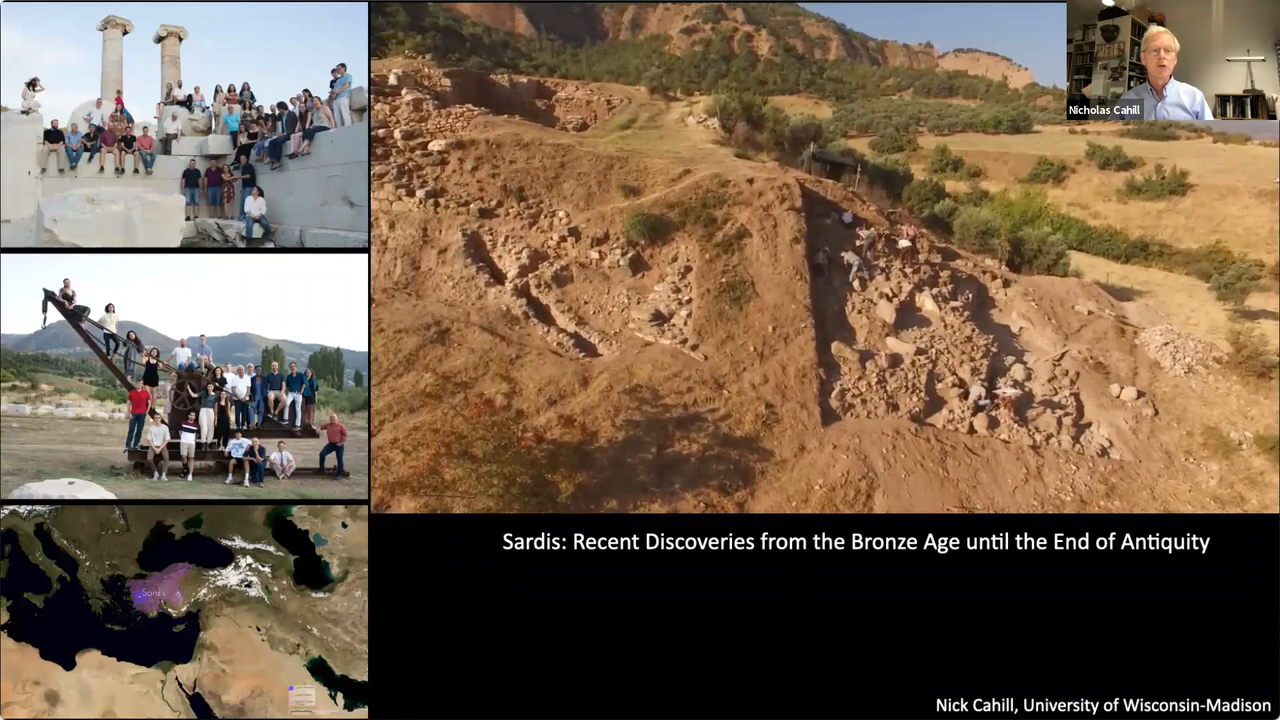 Nicholas Cahill
Sardis
Sardis: Recent Discoveries from the Bronze Age until the End of Antiquity
Nick Cahill, University of Wisconsin-Madison